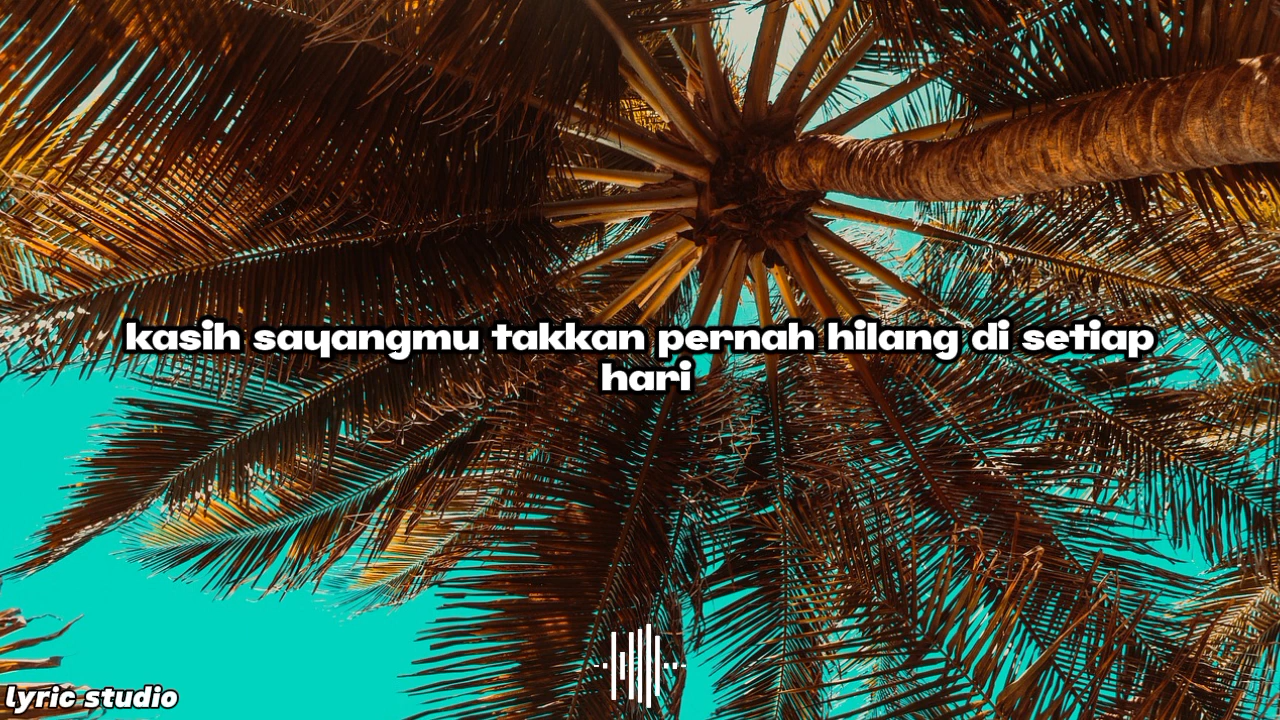 kasih sayangmu takkan pernah hilang di setiap
hari
lyric studio